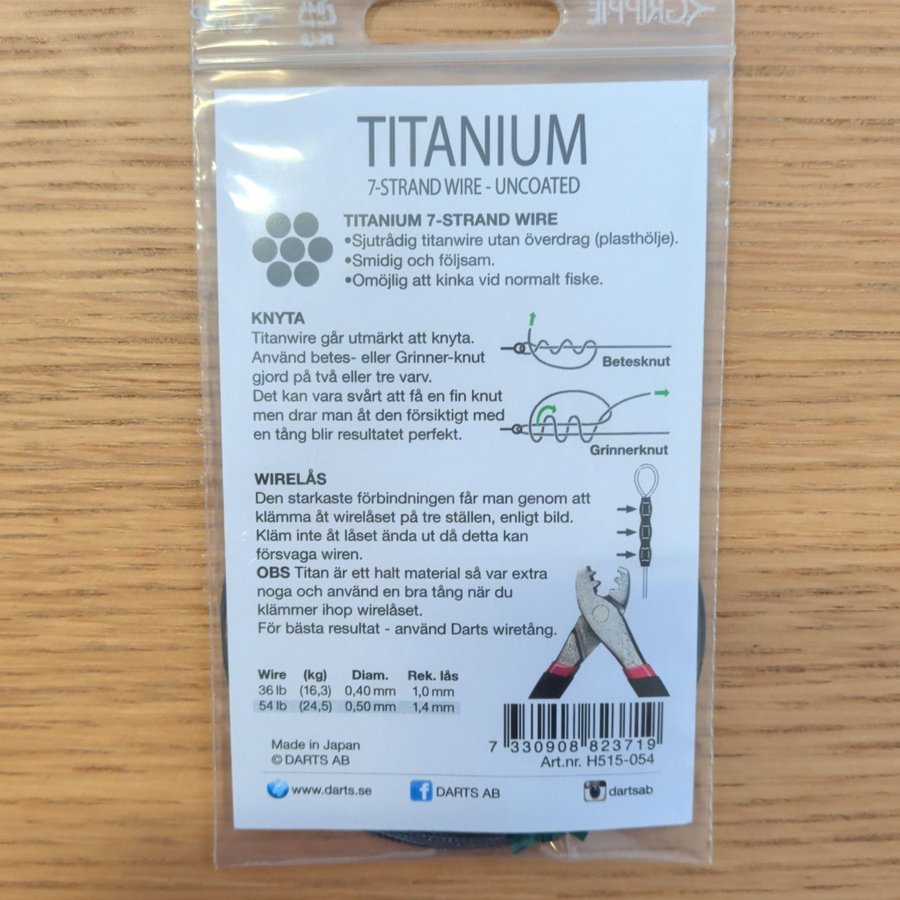 GRIPPIE
TITANIUM
7-STRAND WIRE - UNCOATED
TITANIUM 7-STRAND WIRE
•Sjutrådig titanwire utan överdrag (plasthölje).
•Smidig och följsam.
•Omöjlig att kinka vid normalt fiske.
KNYTA
Titanwire går utmärkt att knyta.
Använd betes- eller Grinner-knut
gjord på två eller tre varv.
Det kan vara svårt att få en fin knut
men drar man åt den försiktigt med
en tång blir resultatet perfekt.
Betesknut
Grinnerknut
WIRELÅS
Den starkaste förbindningen får man genom att
klämma åt wirelåset på tre ställen, enligt bild.
Kläm inte åt låset ända ut då detta kan
försvaga wiren.
OBS Titan är ett halt material så var extra
noga och använd en bra tång när du
klämmer ihop wirelåset.
För bästa resultat - använd Darts wiretång.
Wire (kg) Diam. Rek. lås
36 lb (16,3) 0,40 mm 1,0 mm
54 lb (24,5) 0,50 mm 1,4 mm
7 330908 823719
Art.nr. H515-054
Made in Japan
© DARTS AB
www.darts.se
DARTS AB
dartsab